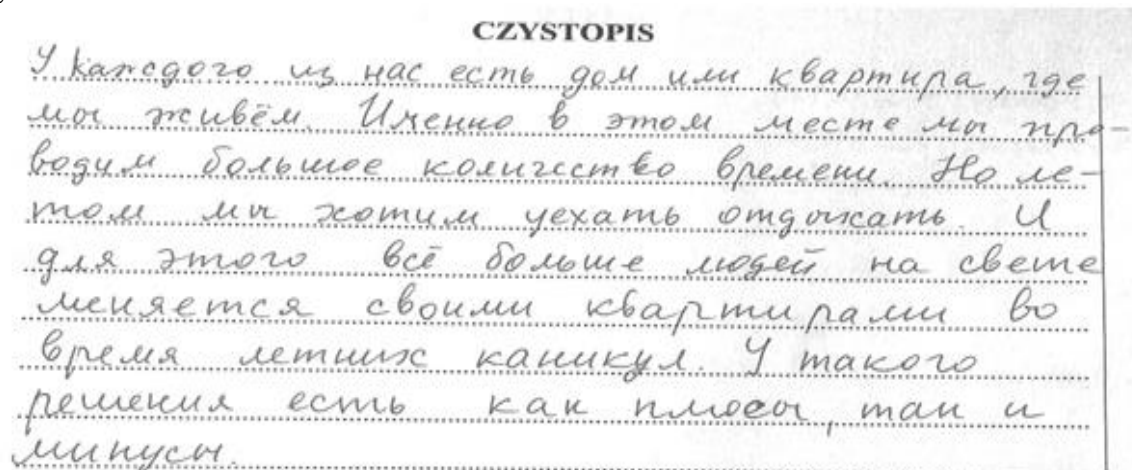 CZYSTOPIS
У каждого из нас есть дом или квартира, где
мы живём. Именно в этом месте мы про-
водим большое количество времени. Но ле-
том мы хотим уехать отдыхать. И
для этого всё больше людей на свете
меняется своими квартирами во
время летних каникул. У такого
решения есть как плюсы, так и
минусы.